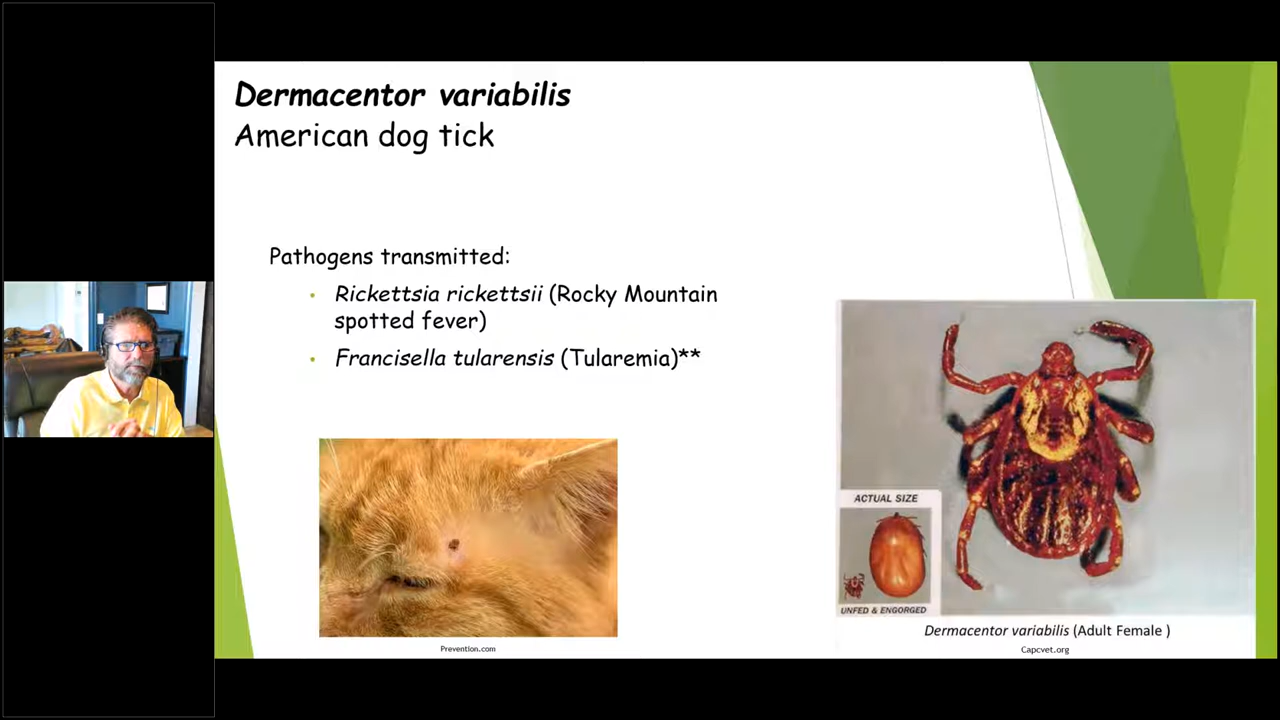 Dermacentor variabilis
American dog tick
Pathogens transmitted:
• Rickettsia rickettsii (Rocky Mountain
spotted fever)
• Francisella tularensis (Tularemia)**
ACTUAL SIZE
UNFED & ENGORGED
Dermacentor variabilis (Adult Female )
Prevention.com
Capcvet.org